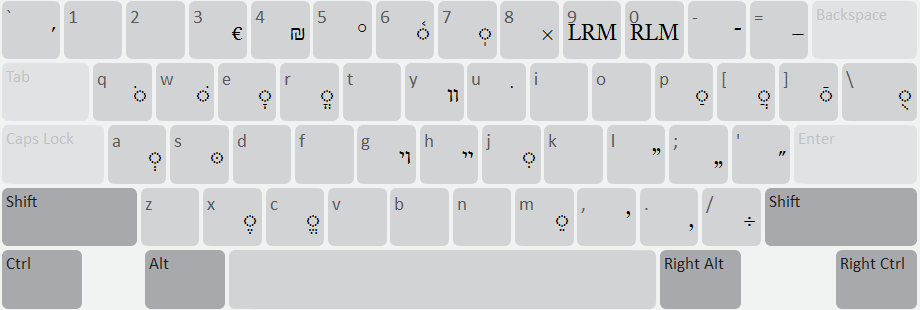 ` ׳ 1 2 3 € 4 ₪ 5 ° 6 ◌֫ 7 ◌ֽ 8 × 9 LRM 0 RLM - ־ = – Backspace
Tab q ◌ׂ w ◌ׁ e ◌ָ r ◌ֳ t y װ u · i o p ◌ַ [ ◌ֲ ] ◌ֿ \ ◌ֻ
Caps Lock a ◌ְ s ◌ּ d f g ױ h ײ j ◌ִ k l ” ; „ ' ״ Enter
Shift z x ◌ֶ c ◌ֱ v b n m ◌ֵ , ’ . ‚ / ÷ Shift
Ctrl Alt Right Alt Right Ctrl